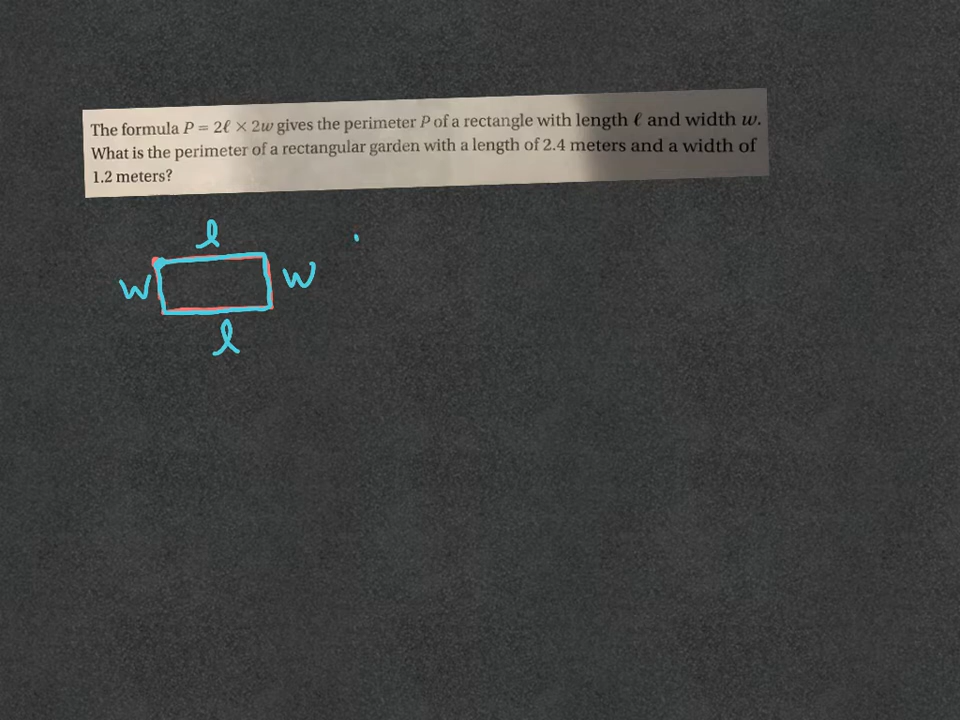 The formula P = 2ℓ × 2w gives the perimeter P of a rectangle with length ℓ and width w.
What is the perimeter of a rectangular garden with a length of 2.4 meters and a width of
1.2 meters?
l
w w
l